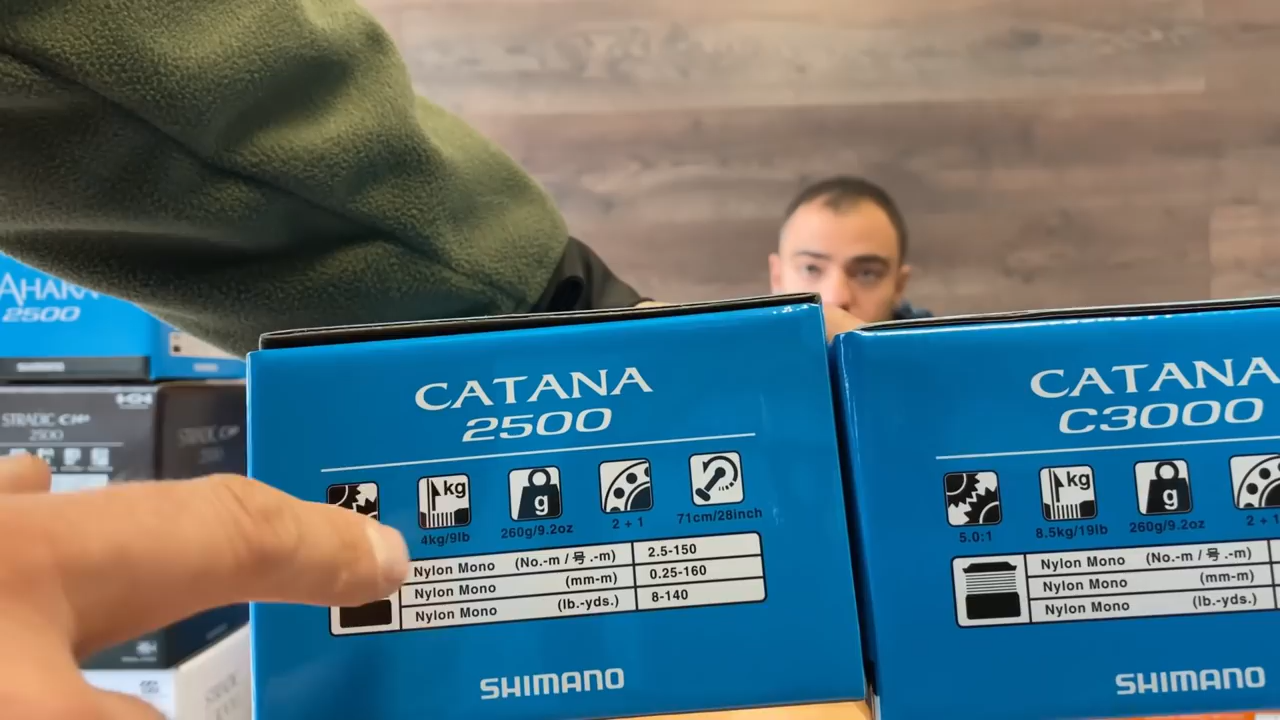 AHARA
2500
STRADIC CI4+
2500
CATANA
2500
kg
g
4kg/9lb
260g/9.2oz
2 + 1
71cm/28inch
Nylon Mono (No.-m / 号.-m) 2.5-150
Nylon Mono (mm-m) 0.25-160
Nylon Mono (lb.-yds.) 8-140
SHIMANO
CATANA
C3000
kg
g
5.0:1
8.5kg/19lb
260g/9.2oz
2 + 1
Nylon Mono (No.-m / 号.-m)
Nylon Mono (mm-m)
Nylon Mono (lb.-yds.)
SHIMANO